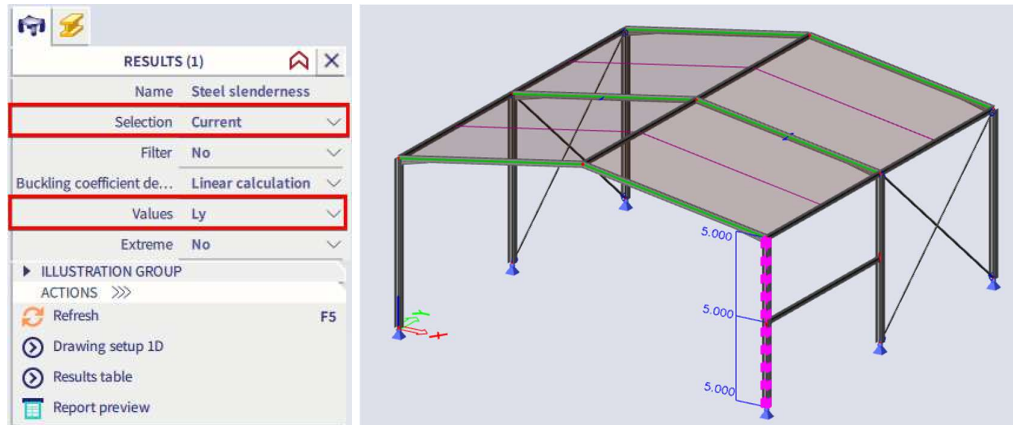 RESULTS (1)
Name Steel slenderness
Selection Current
Filter No
Buckling coefficient de... Linear calculation
Values Ly
Extreme No
ILLUSTRATION GROUP
ACTIONS >>>
Refresh F5
Drawing setup 1D
Results table
Report preview
5.000
5.000
5.000
Y
X